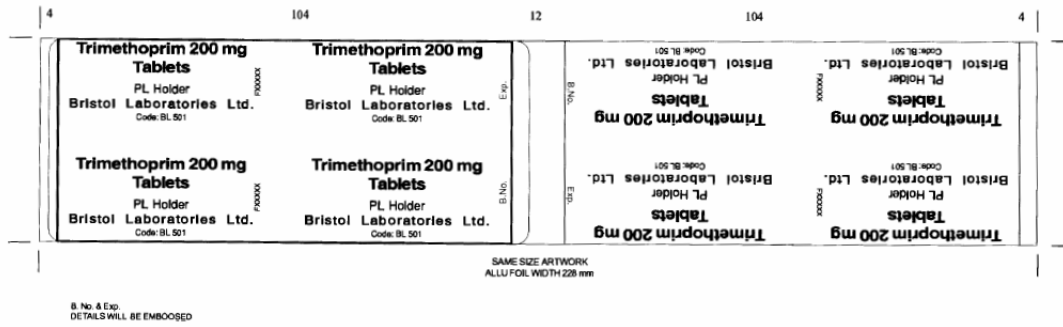 4 104 12 104 4
Trimethoprim 200 mg
Tablets
PL Holder
Bristol Laboratories Ltd.
Code: BL 501
FXXXXX
Trimethoprim 200 mg
Tablets
PL Holder
Bristol Laboratories Ltd.
Code: BL 501
Exp.
Trimethoprim 200 mg
Tablets
PL Holder
Bristol Laboratories Ltd.
Code: BL 501
FXXXXX
Trimethoprim 200 mg
Tablets
PL Holder
Bristol Laboratories Ltd.
Code: BL 501
B.No.
B.No.
Trimethoprim 200 mg
Tablets
PL Holder
Bristol Laboratories Ltd.
Code: BL 501
FXXXXX
Trimethoprim 200 mg
Tablets
PL Holder
Bristol Laboratories Ltd.
Code: BL 501
Exp.
Trimethoprim 200 mg
Tablets
PL Holder
Bristol Laboratories Ltd.
Code: BL 501
FXXXXX
Trimethoprim 200 mg
Tablets
PL Holder
Bristol Laboratories Ltd.
Code: BL 501
SAME SIZE ARTWORK
ALLU FOIL WIDTH 228 mm
B. No. & Exp.
DETAILS WILL BE EMBOOSED